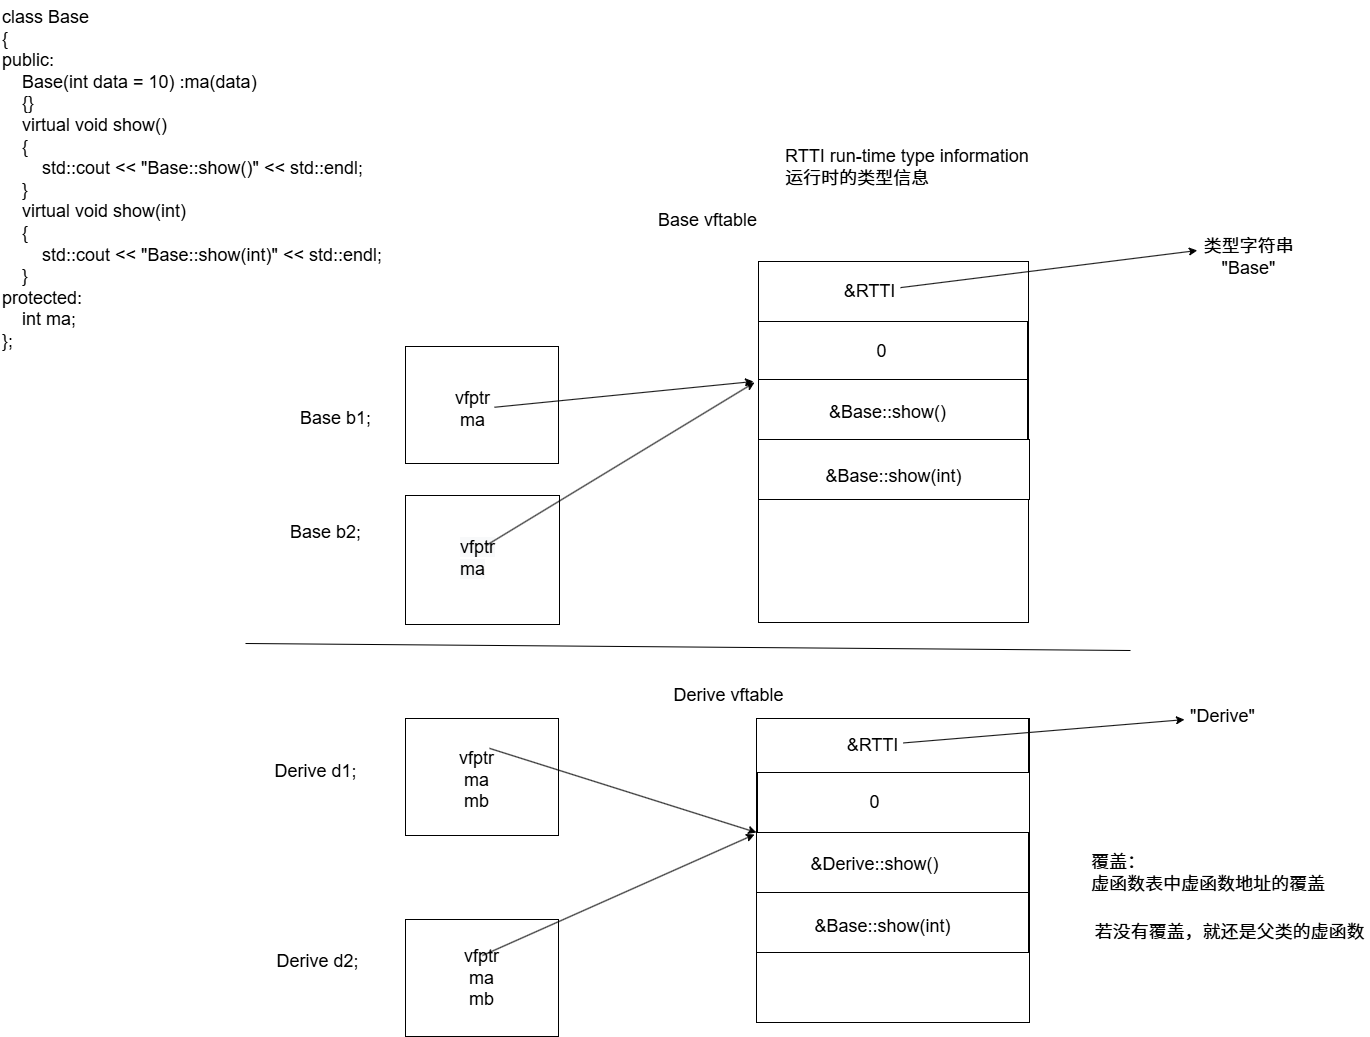 class Base
{
public:
Base(int data = 10) :ma(data)
{}
virtual void show()
{
std::cout << "Base::show()" << std::endl;
}
virtual void show(int)
{
std::cout << "Base::show(int)" << std::endl;
}
protected:
int ma;
};
RTTI run-time type information
运行时的类型信息
Base vftable
类型字符串
"Base"
&RTTI
0
&Base::show()
&Base::show(int)
Base b1;
vfptr
ma
Base b2;
vfptr
ma
Derive vftable
"Derive"
&RTTI
0
&Derive::show()
&Base::show(int)
Derive d1;
vfptr
ma
mb
Derive d2;
vfptr
ma
mb
覆盖：
虚函数表中虚函数地址的覆盖
若没有覆盖，就还是父类的虚函数